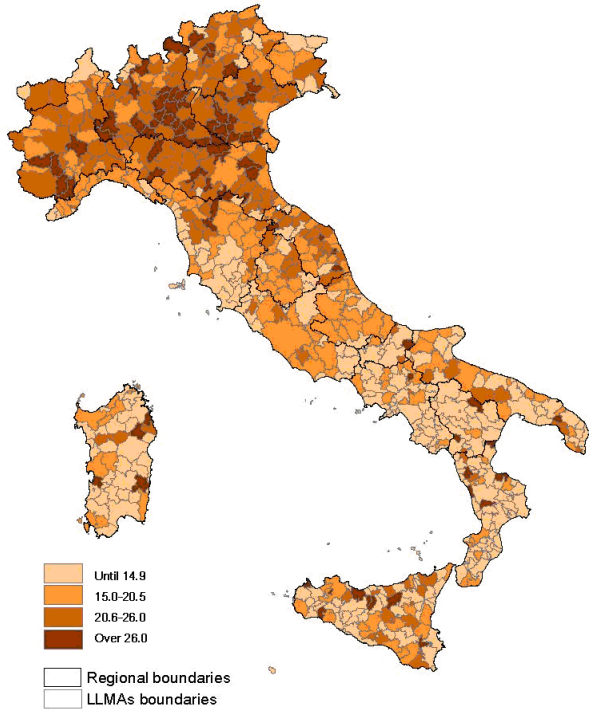 Until 14.9
15.0-20.5
20.6-26.0
Over 26.0
Regional boundaries
LLMAs boundaries